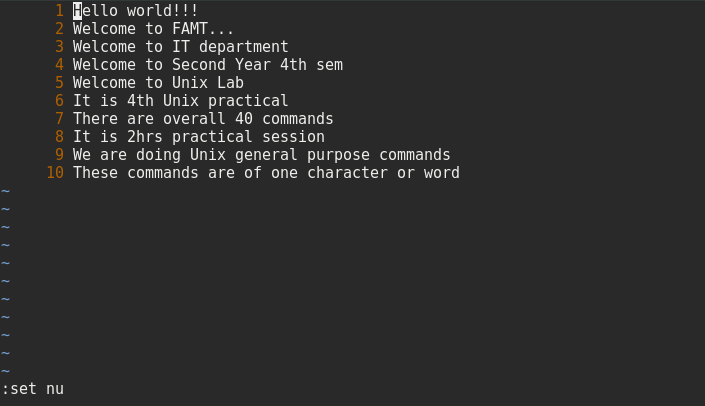 1 Hello world!!!
2 Welcome to FAMT...
3 Welcome to IT department
4 Welcome to Second Year 4th sem
5 Welcome to Unix Lab
6 It is 4th Unix practical
7 There are overall 40 commands
8 It is 2hrs practical session
9 We are doing Unix general purpose commands
10 These commands are of one character or word
~
~
~
~
~
~
~
~
~
~
~
:set nu